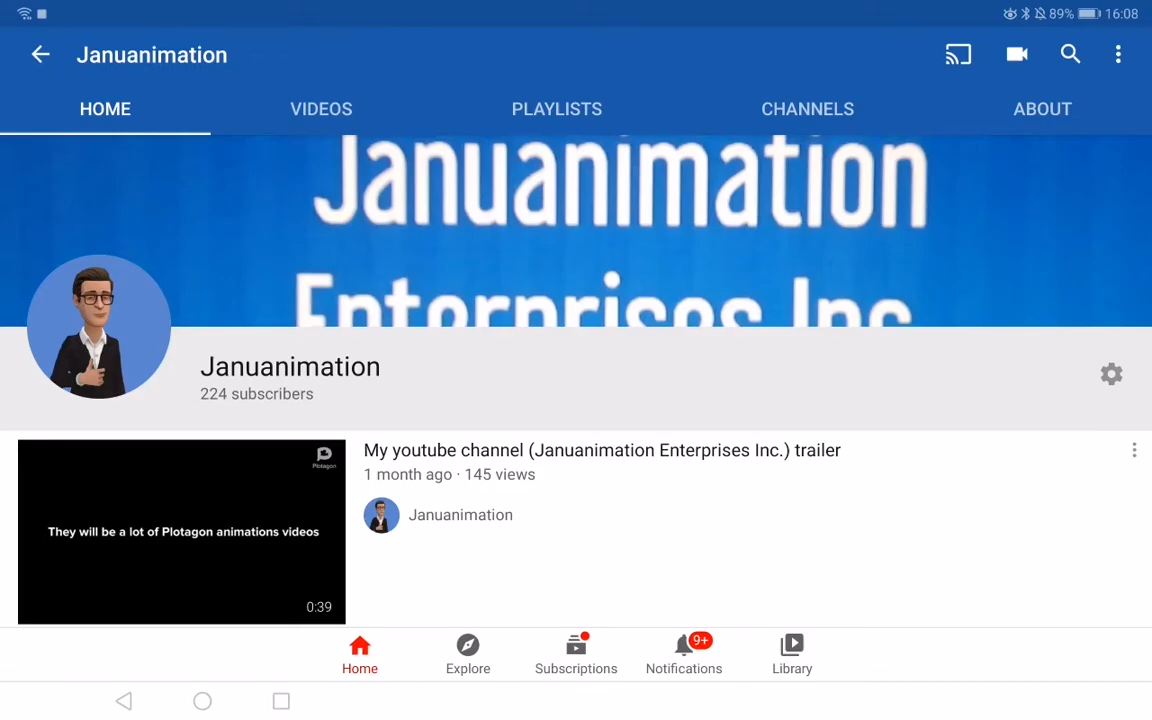 89% 16:08
Januanimation
HOME VIDEOS PLAYLISTS CHANNELS ABOUT
Januanimation
Enterprises Inc
Januanimation
224 subscribers
Plotagon
They will be a lot of Plotagon animations videos
0:39
My youtube channel (Januanimation Enterprises Inc.) trailer
1 month ago · 145 views
Januanimation
9+
Home Explore Subscriptions Notifications Library